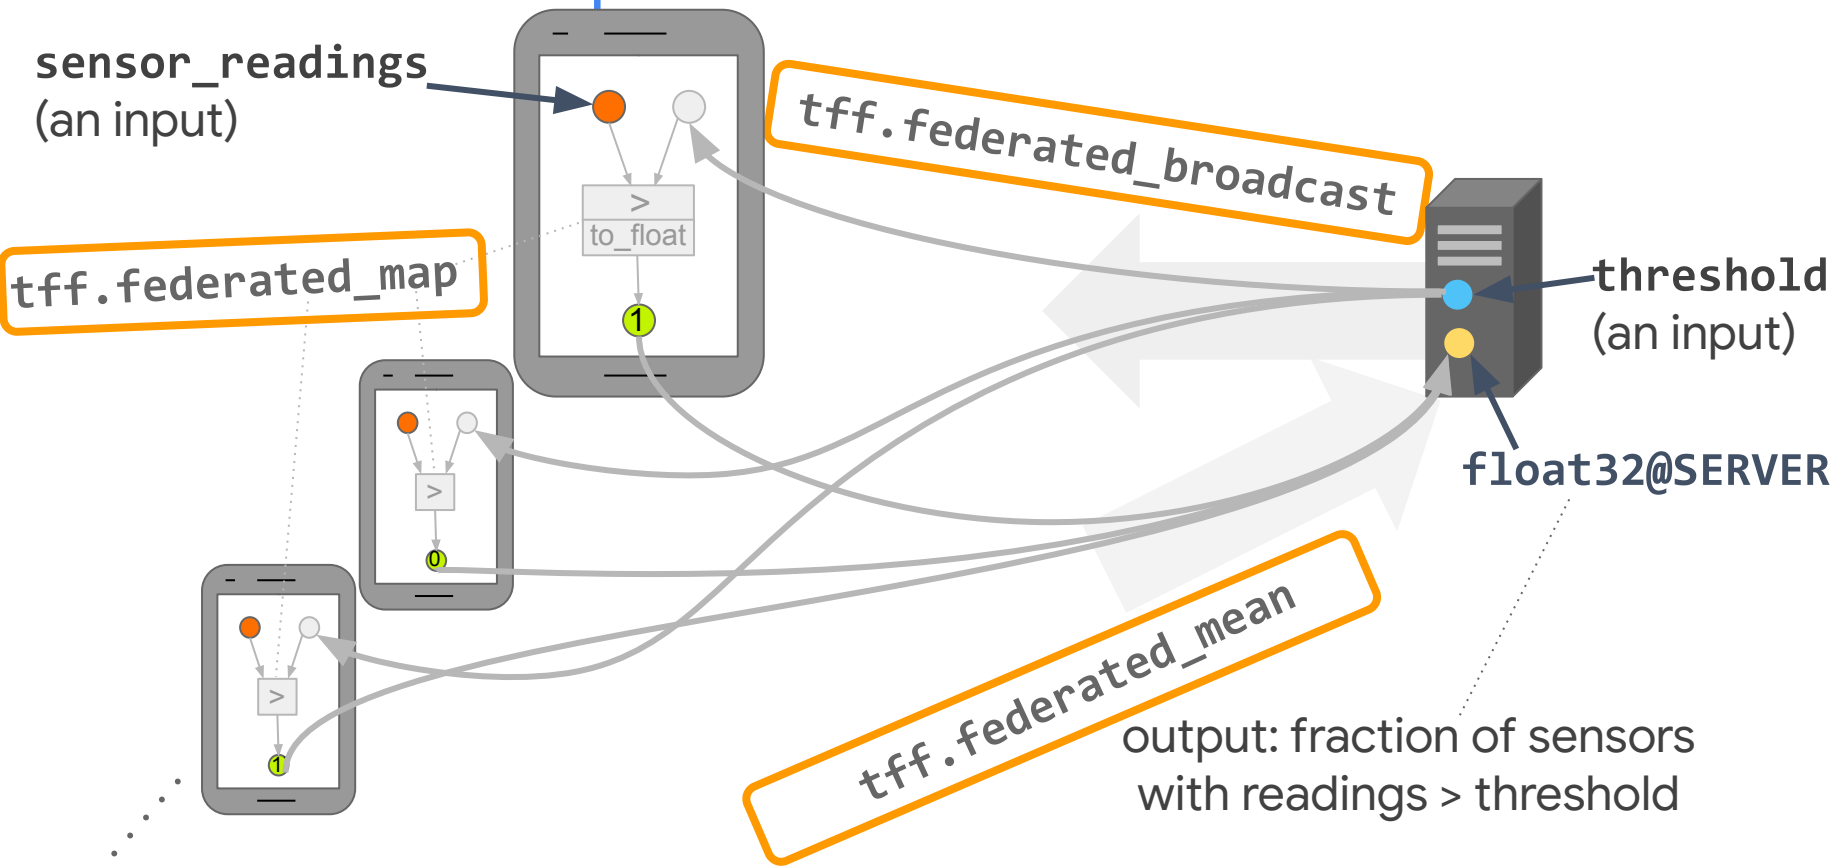 sensor_readings
(an input)
tff.federated_broadcast
>
to_float
1
tff.federated_map
threshold
(an input)
>
0
float32@SERVER
>
1
tff.federated_mean
output: fraction of sensors
with readings > threshold